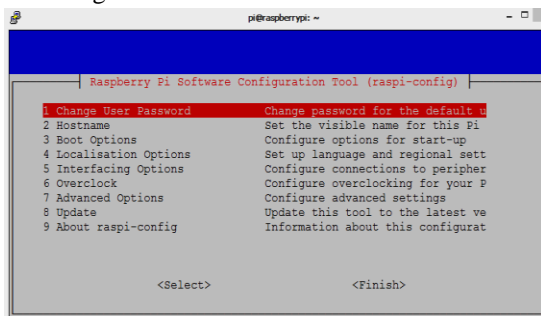 pi@raspberrypi: ~
Raspberry Pi Software Configuration Tool (raspi-config)
1 Change User Password Change password for the default u
2 Hostname Set the visible name for this Pi
3 Boot Options Configure options for start-up
4 Localisation Options Set up language and regional sett
5 Interfacing Options Configure connections to peripher
6 Overclock Configure overclocking for your P
7 Advanced Options Configure advanced settings
8 Update Update this tool to the latest ve
9 About raspi-config Information about this configurat
<Select> <Finish>